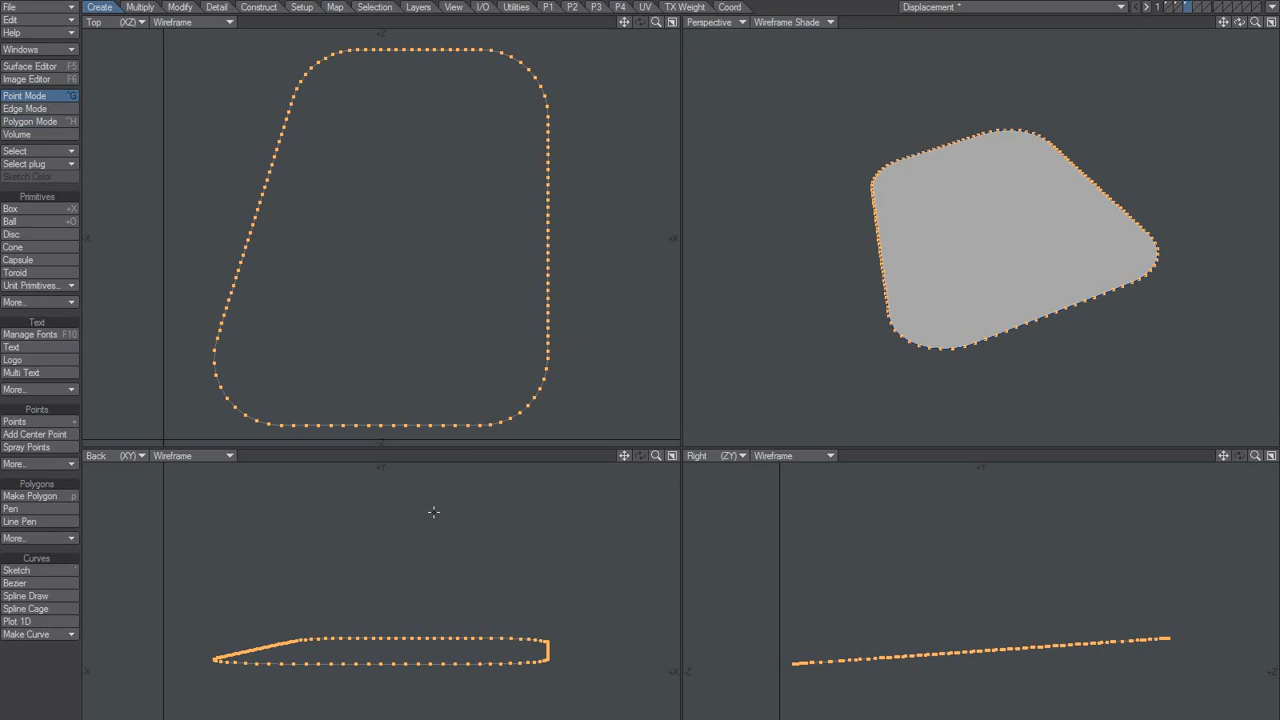 File
Create Multiply Modify Detail Construct Setup Map Selection Layers View I/O Utilities P1 P2 P3 P4 UV TX Weight Coord Displacement * 1
Edit
Top (XZ) Wireframe
Perspective Wireframe Shade
Help
+Z
Windows
Surface Editor F5
Image Editor F6
Point Mode ^G
Edge Mode
Polygon Mode ^H
Volume
Select
Select plug
Sketch Color
Primitives
Box +X
Ball +O
Disc
-X +X
Cone
Capsule
Toroid
Unit Primitives...
More...
Text
Manage Fonts F10
Text
Logo
Multi Text
More...
Points
Points +
Add Center Point
-Z
Spray Points
Back (XY) Wireframe
Right (ZY) Wireframe
More...
+Y
+Y
Polygons
Make Polygon p
Pen
Line Pen
More...
Curves
Sketch '
Bezier
Spline Draw
Spline Cage
Plot 1D
Make Curve
-X +X
-Z +Z